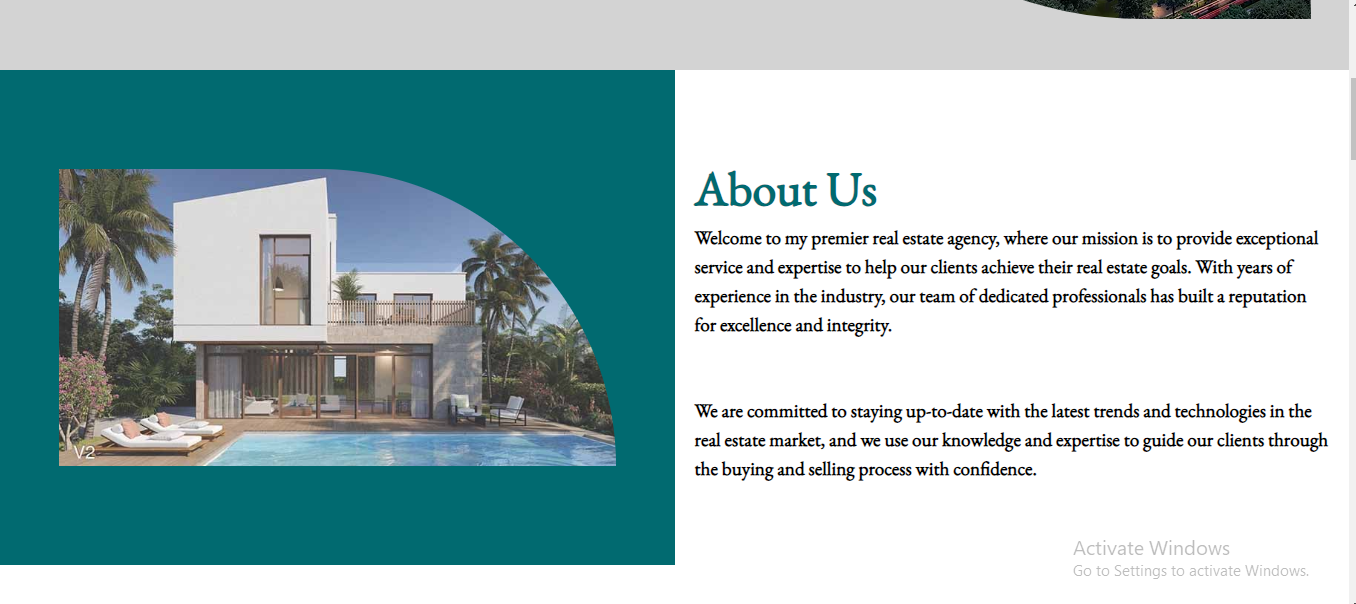 About Us
Welcome to my premier real estate agency, where our mission is to provide exceptional
service and expertise to help our clients achieve their real estate goals. With years of
experience in the industry, our team of dedicated professionals has built a reputation
for excellence and integrity.
We are committed to staying up-to-date with the latest trends and technologies in the
real estate market, and we use our knowledge and expertise to guide our clients through
the buying and selling process with confidence.
V2
Activate Windows
Go to Settings to activate Windows.